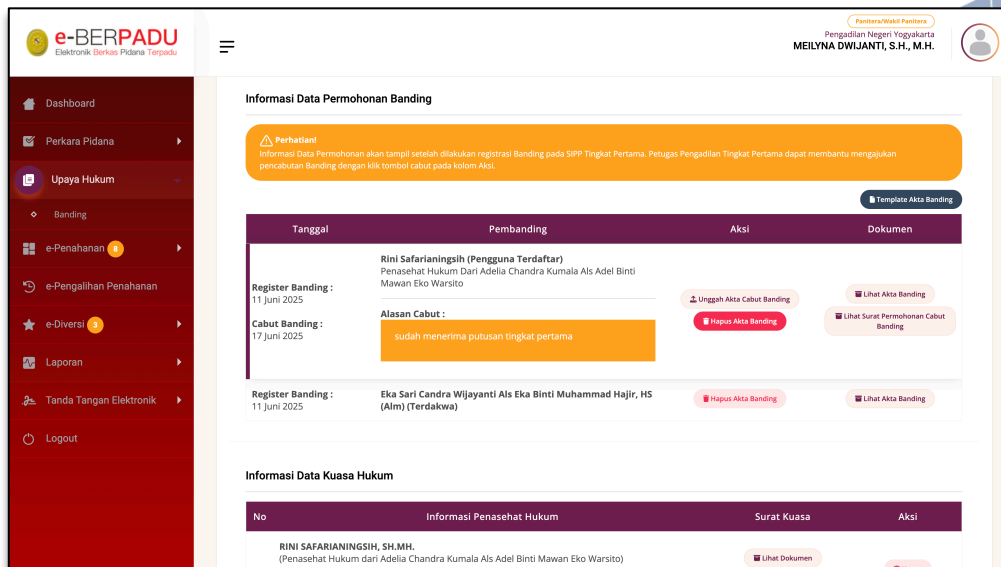 e-BERPADU
Elektronik Berkas Pidana Terpadu
Panitera/Wakil Panitera
Pengadilan Negeri Yogyakarta
MEILYNA DWIJANTI, S.H., M.H.
Dashboard
Perkara Pidana
Upaya Hukum
Banding
e-Penahanan 8
e-Pengalihan Penahanan
e-Diversi 3
Laporan
Tanda Tangan Elektronik
Logout
Informasi Data Permohonan Banding
Perhatian!
Informasi Data Permohonan akan tampil setelah dilakukan registrasi Banding pada SIPP Tingkat Pertama. Petugas Pengadilan Tingkat Pertama dapat membantu mengajukan
pencabutan Banding dengan klik tombol cabut pada kolom Aksi.
Template Akta Banding
Tanggal Pembanding Aksi Dokumen
Register Banding :
11 Juni 2025
Cabut Banding :
17 Juni 2025
Rini Safarianingsih (Pengguna Terdaftar)
Penasehat Hukum Dari Adelia Chandra Kumala Als Adel Binti
Mawan Eko Warsito
Alasan Cabut :
sudah menerima putusan tingkat pertama
Unggah Akta Cabut Banding
Hapus Akta Banding
Lihat Akta Banding
Lihat Surat Permohonan Cabut
Banding
Register Banding :
11 Juni 2025
Eka Sari Candra Wijayanti Als Eka Binti Muhammad Hajir, HS
(Alm) (Terdakwa)
Hapus Akta Banding
Lihat Akta Banding
Informasi Data Kuasa Hukum
No Informasi Penasehat Hukum Surat Kuasa Aksi
RINI SAFARIANINGSIH, SH.MH.
(Penasehat Hukum dari Adelia Chandra Kumala Als Adel Binti Mawan Eko Warsito)
Lihat Dokumen